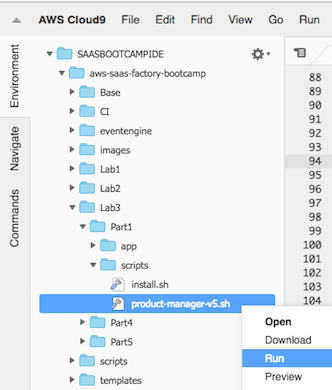 AWS Cloud9 File Edit Find View Go Run
Environment
Navigate
Commands
SAASBOOTCAMPIDE
aws-saas-factory-bootcamp
Base
CI
eventengine
images
Lab1
Lab2
Lab3
Part1
app
scripts
install.sh
product-manager-v5.sh
Part4
Part5
scripts
templates
88
89
90
91
92
93
94
95
96
97
98
99
100
101
102
103
104
Open
Download
Run
Preview